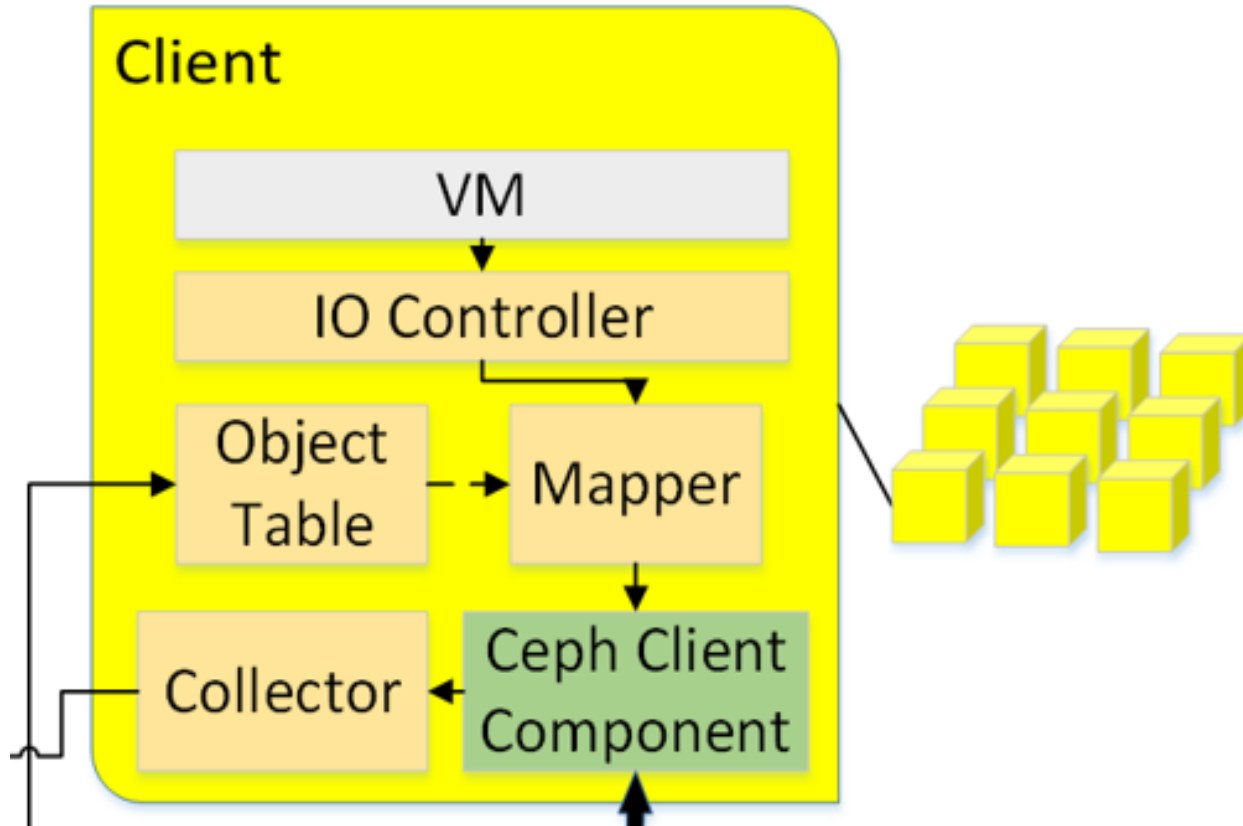 Client
VM
IO Controller
Object
Table
Mapper
Collector
Ceph Client
Component